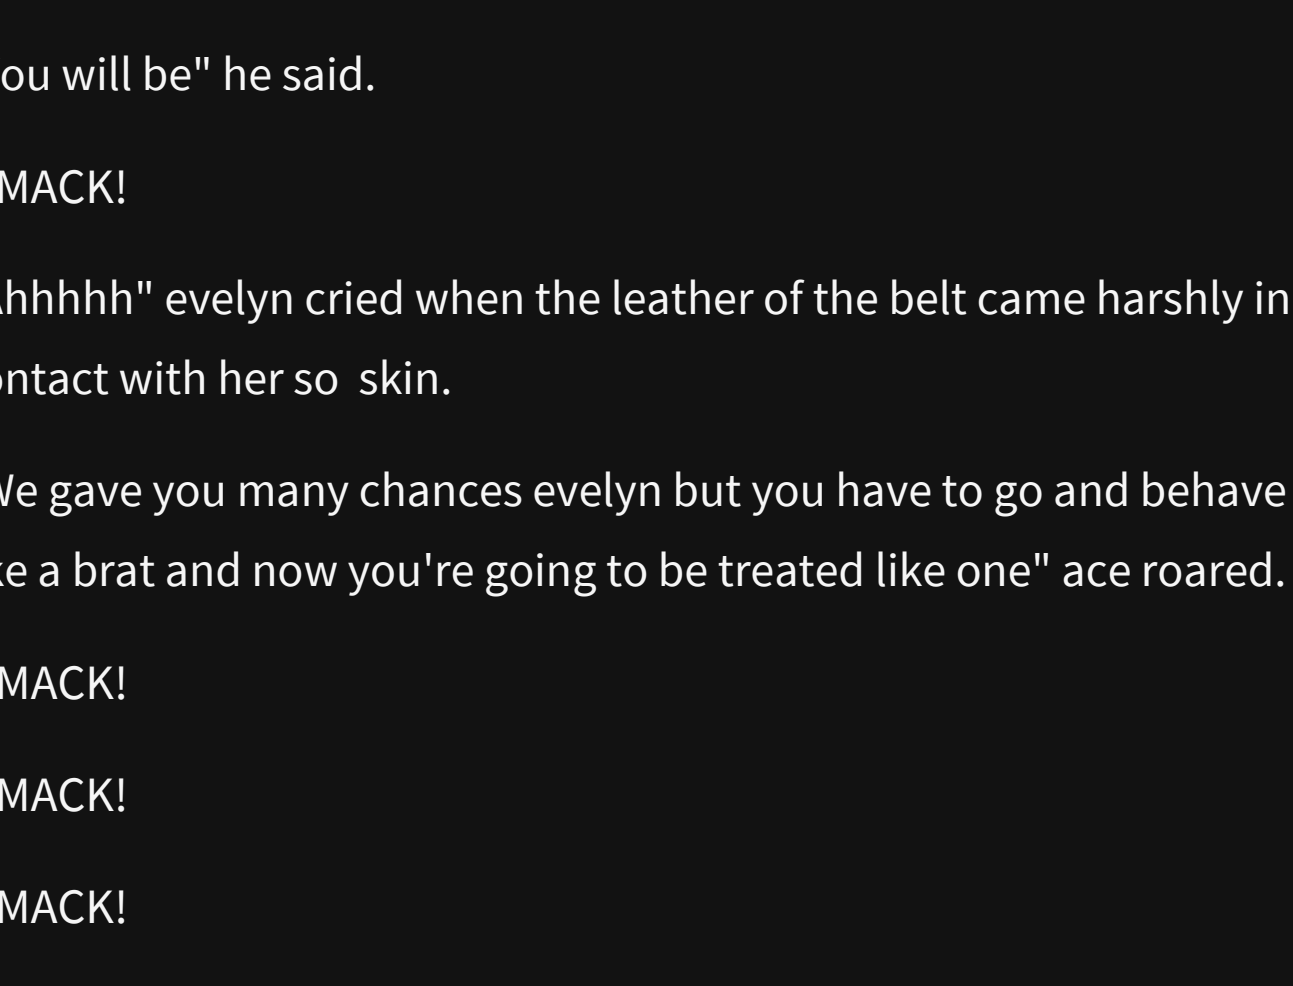 ou will be" he said.
MACK!
hhhhh" evelyn cried when the leather of the belt came harshly in
ontact with her so  skin.
We gave you many chances evelyn but you have to go and behave
ke a brat and now you're going to be treated like one" ace roared.
MACK!
MACK!
MACK!